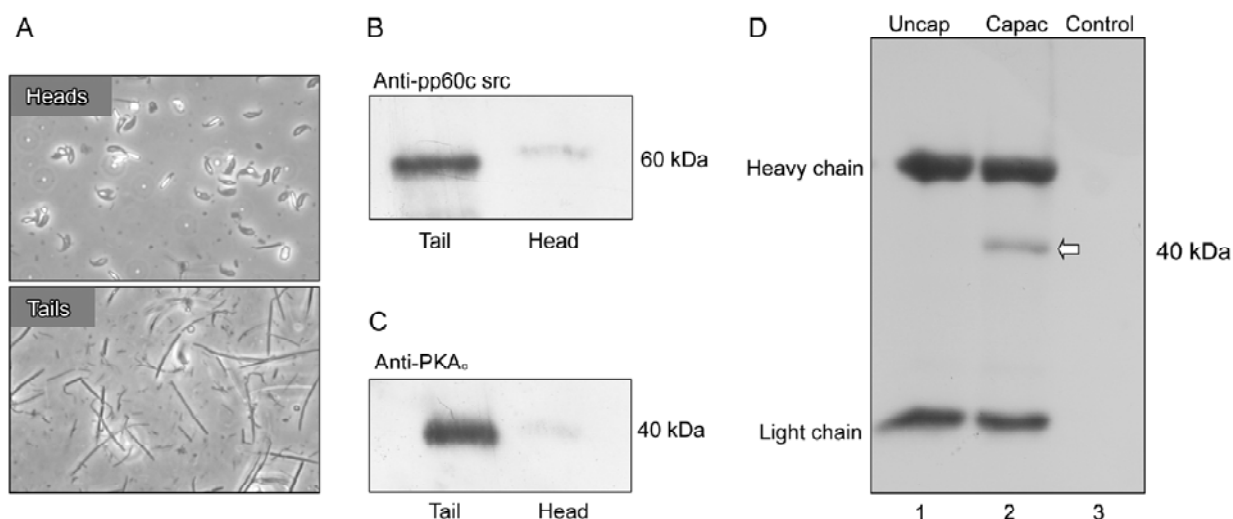 A
Heads
Tails
B
Anti-pp60c src
60 kDa
Tail Head
C
Anti-PKAc
40 kDa
Tail Head
D
Uncap Capac Control
Heavy chain
40 kDa
Light chain
1 2 3